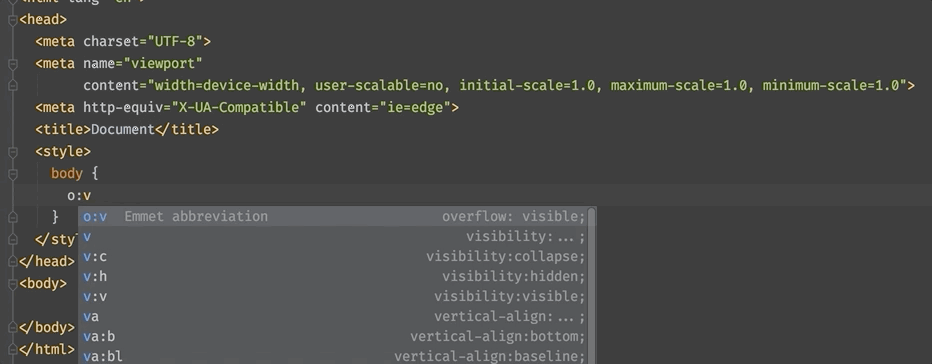 <head>
<meta charset="UTF-8">
<meta name="viewport"
content="width=device-width, user-scalable=no, initial-scale=1.0, maximum-scale=1.0, minimum-scale=1.0">
<meta http-equiv="X-UA-Compatible" content="ie=edge">
<title>Document</title>
<style>
body {
o:v
}
o:v Emmet abbreviation overflow: visible;
</sty
v visibility: ... ;
v:c visibility:collapse;
</head>
v:h visibility:hidden;
<body>
v:v visibility:visible;
va vertical-align: ... ;
</body>
va:b vertical-align:bottom;
</html>
va:bl vertical-align:baseline;